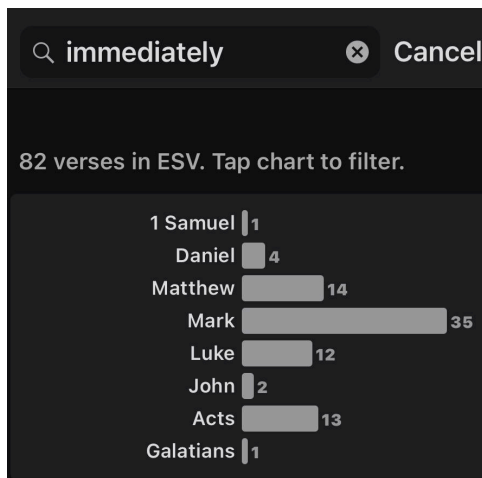 immediately Cancel
82 verses in ESV. Tap chart to filter.
1 Samuel 1
Daniel 4
Matthew 14
Mark 35
Luke 12
John 2
Acts 13
Galatians 1